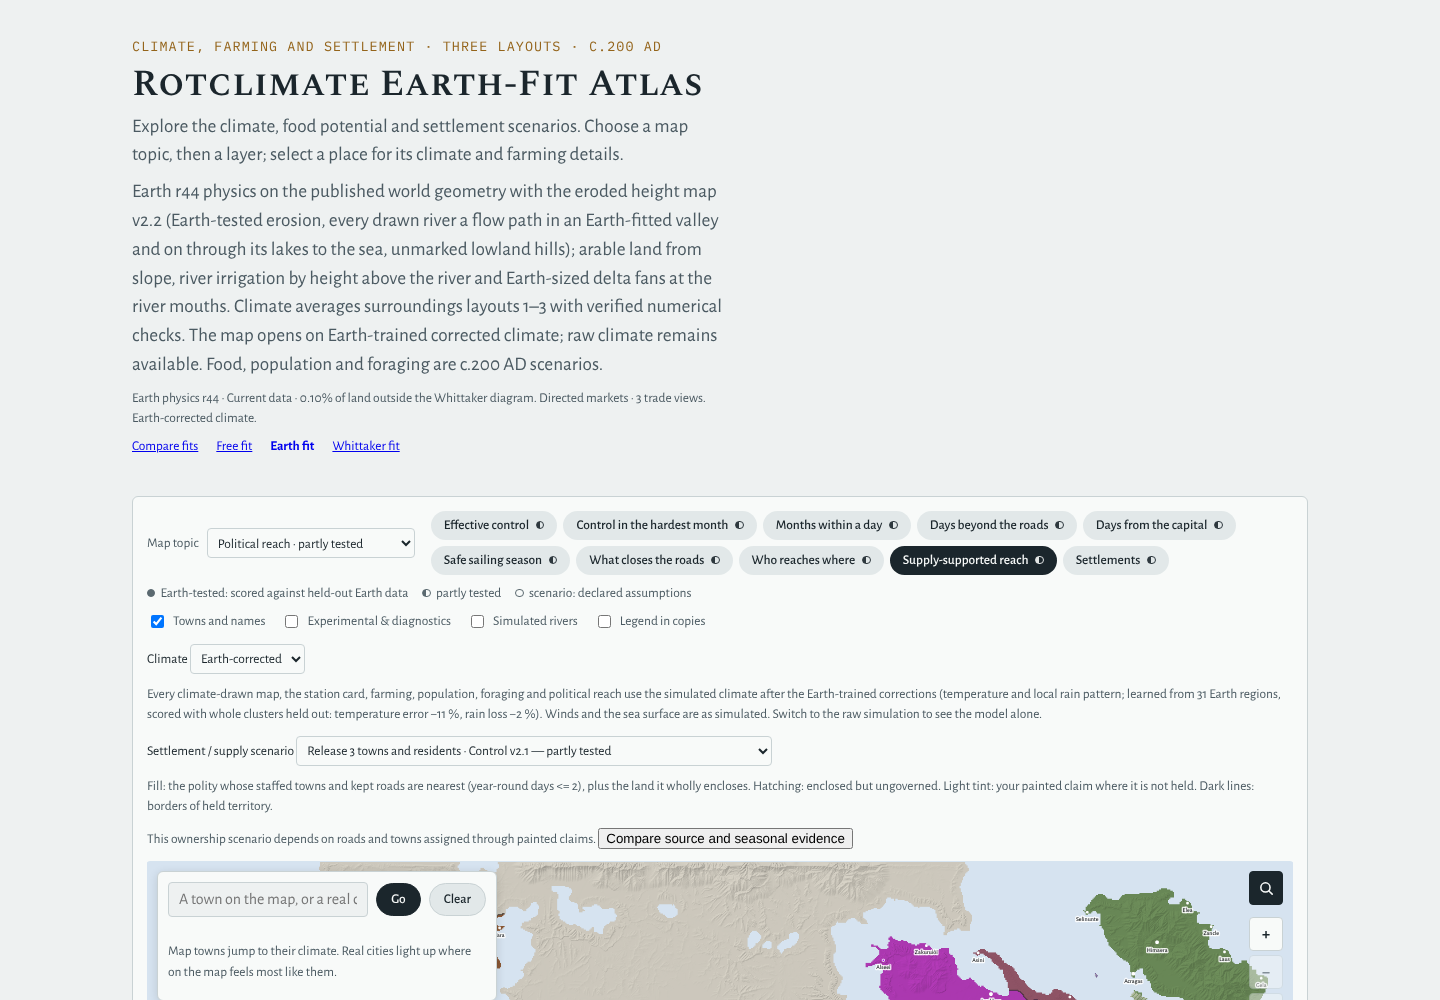 CLIMATE, FARMING AND SETTLEMENT · THREE LAYOUTS · C.200 AD
Rotclimate Earth-Fit Atlas
Explore the climate, food potential and settlement scenarios. Choose a map
topic, then a layer; select a place for its climate and farming details.
Earth r44 physics on the published world geometry with the eroded height map
v2.2 (Earth-tested erosion, every drawn river a flow path in an Earth-fitted valley
and on through its lakes to the sea, unmarked lowland hills); arable land from
slope, river irrigation by height above the river and Earth-sized delta fans at the
river mouths. Climate averages surroundings layouts 1–3 with verified numerical
checks. The map opens on Earth-trained corrected climate; raw climate remains
available. Food, population and foraging are c.200 AD scenarios.
Earth physics r44 · Current data · 0.10% of land outside the Whittaker diagram. Directed markets · 3 trade views.
Earth-corrected climate.
Compare fits Free fit Earth fit Whittaker fit
Map topic Political reach · partly tested
Effective control Control in the hardest month Months within a day Days beyond the roads Days from the capital
Safe sailing season What closes the roads Who reaches where Supply-supported reach Settlements
Earth-tested: scored against held-out Earth data partly tested scenario: declared assumptions
Towns and names Experimental & diagnostics Simulated rivers Legend in copies
Climate Earth-corrected
Every climate-drawn map, the station card, farming, population, foraging and political reach use the simulated climate after the Earth-trained corrections (temperature and local rain pattern; learned from 31 Earth regions,
scored with whole clusters held out: temperature error −11 %, rain loss −2 %). Winds and the sea surface are as simulated. Switch to the raw simulation to see the model alone.
Settlement / supply scenario Release 3 towns and residents · Control v2.1 — partly tested
Fill: the polity whose staffed towns and kept roads are nearest (year-round days <= 2), plus the land it wholly encloses. Hatching: enclosed but ungoverned. Light tint: your painted claim where it is not held. Dark lines:
borders of held territory.
This ownership scenario depends on roads and towns assigned through painted claims. Compare source and seasonal evidence
A town on the map, or a real c Go Clear
Map towns jump to their climate. Real cities light up where
on the map feels most like them.
Selinunte
Eleo
Zancle
Himaera
Laus
Acragas
Gela
Zakuruioi
Alseei
Asini
+
−